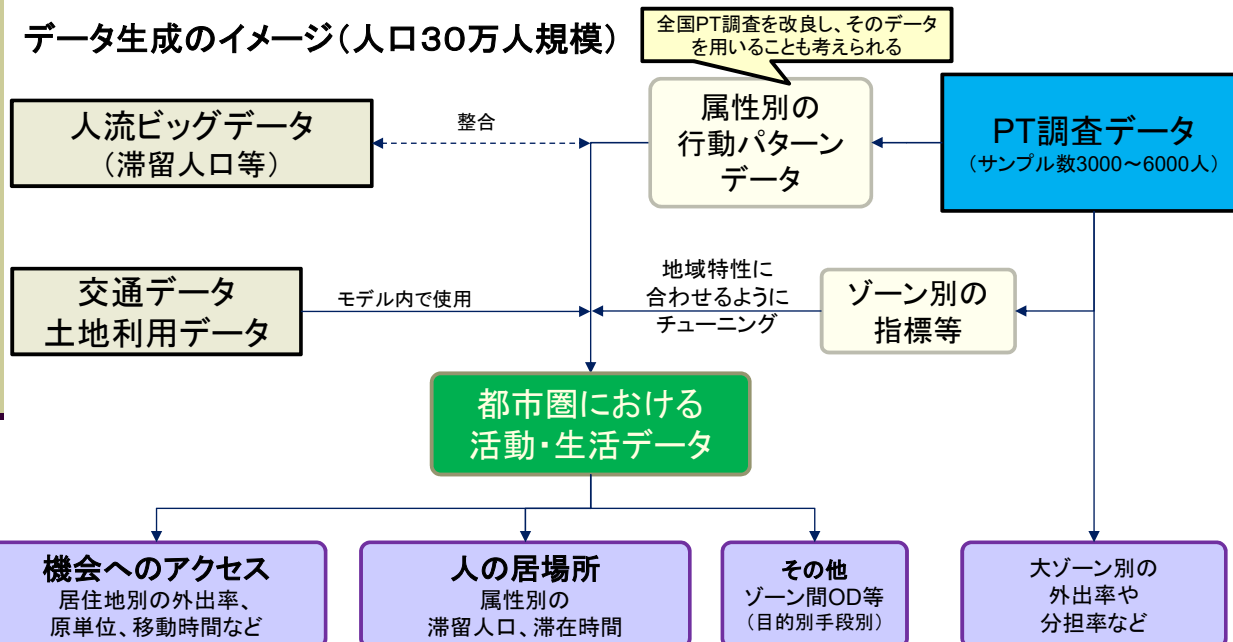 データ生成のイメージ（人口３０万人規模）
全国PT調査を改良し、そのデータ
を用いることも考えられる
人流ビッグデータ
（滞留人口等）
整合
属性別の
行動パターン
データ
PT調査データ
（サンプル数3000～6000人）
交通データ
土地利用データ
モデル内で使用
地域特性に
合わせるように
チューニング
ゾーン別の
指標等
都市圏における
活動・生活データ
機会へのアクセス
居住地別の外出率、
原単位、移動時間など
人の居場所
属性別の
滞留人口、滞在時間
その他
ゾーン間OD等
（目的別手段別）
大ゾーン別の
外出率や
分担率など